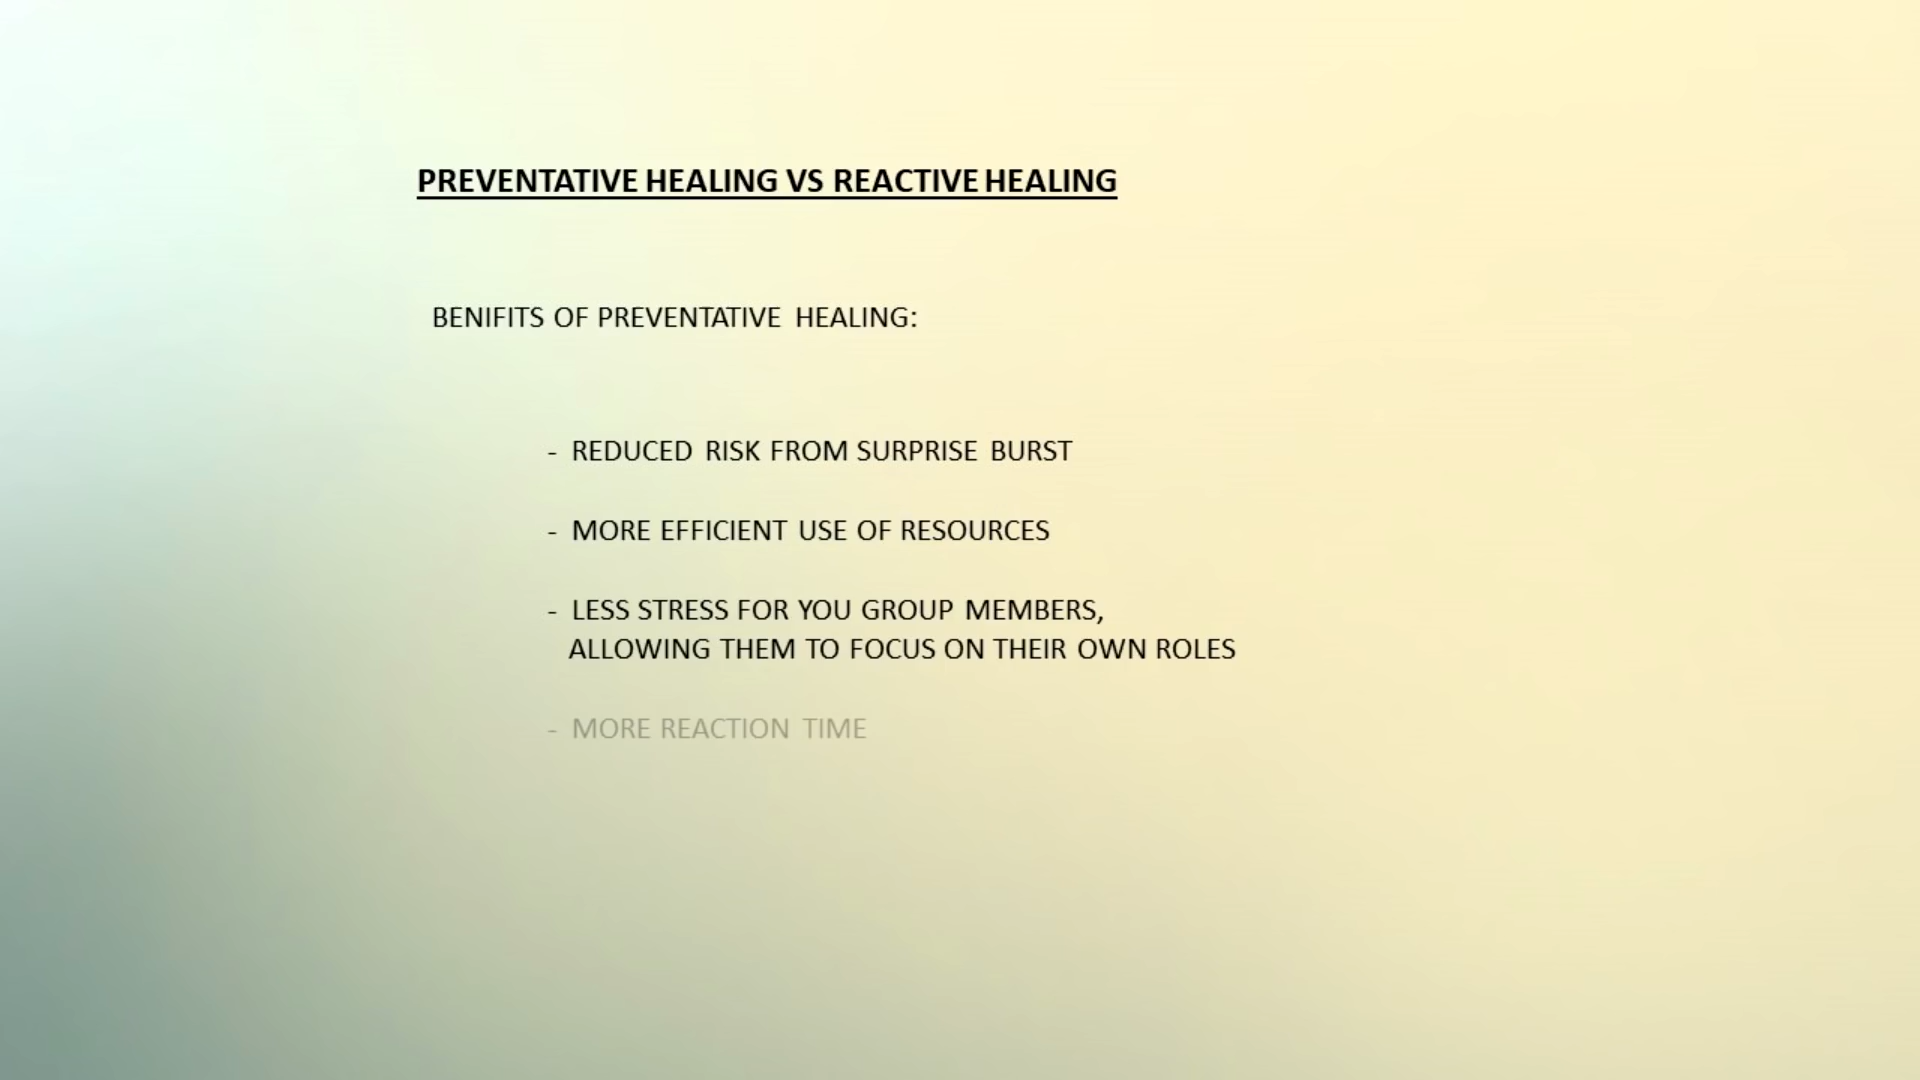 PREVENTATIVE HEALING VS REACTIVE HEALING
BENIFITS OF PREVENTATIVE HEALING:
- REDUCED RISK FROM SURPRISE BURST
- MORE EFFICIENT USE OF RESOURCES
- LESS STRESS FOR YOU GROUP MEMBERS,
ALLOWING THEM TO FOCUS ON THEIR OWN ROLES
- MORE REACTION TIME